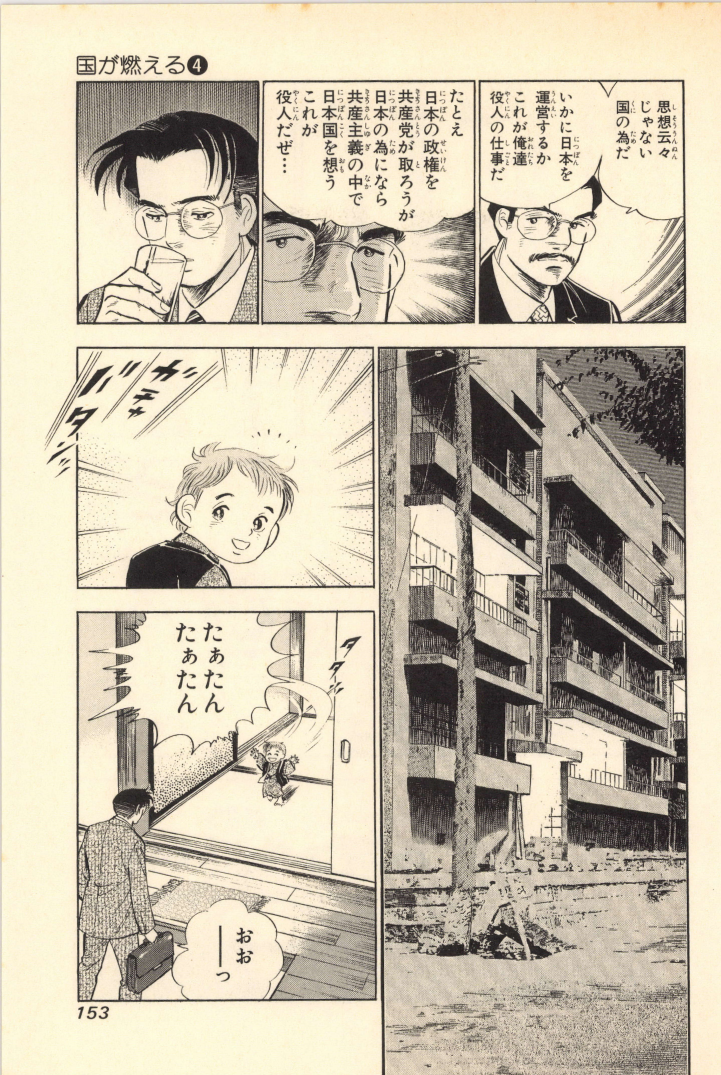 国が燃える❹
思想云々
じゃない
国の為だ
いかに日本を
運営するか
これが俺達
役人の仕事だ
たとえ
日本の政権を
共産党が取ろうが
日本の為になら
共産主義の中で
日本国を想う
これが
役人だぜ…
ガチャ
バタン
タタタ
たぁたん
たぁたん
おお
ーーっ
153